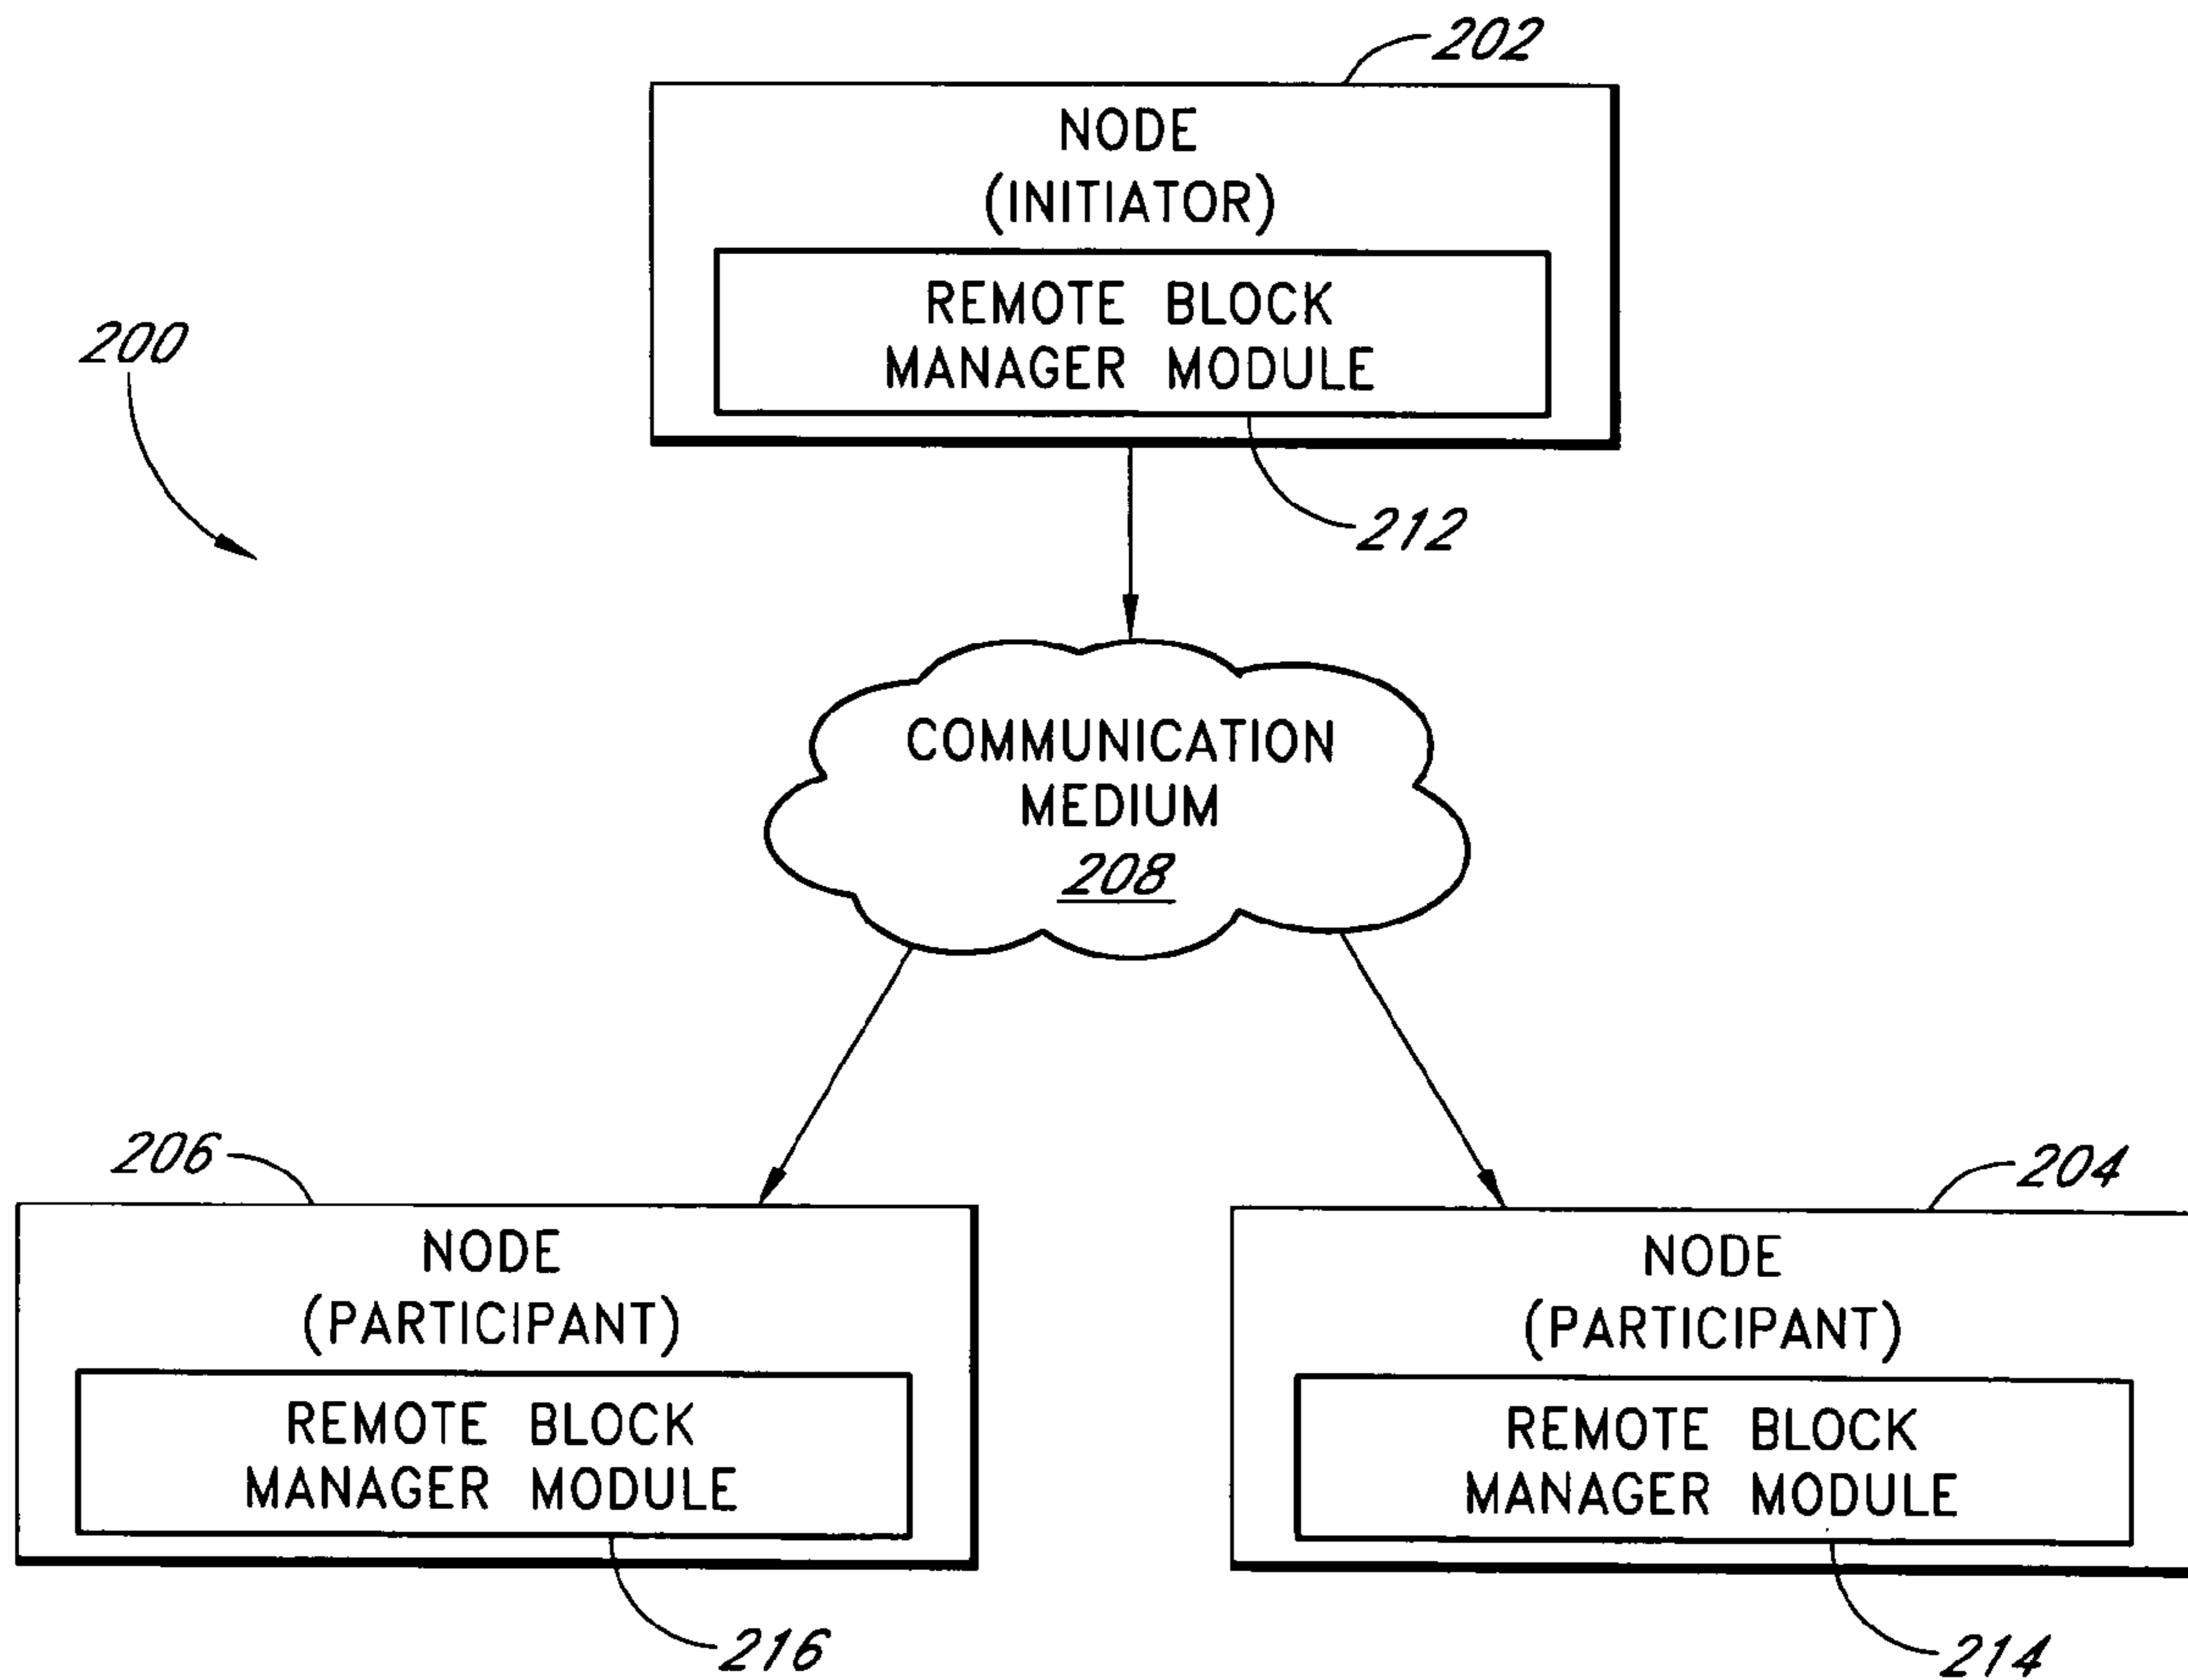 202
NODE
(INITIATOR)
REMOTE BLOCK
MANAGER MODULE
200
212
COMMUNICATION
MEDIUM
208
206
204
NODE
(PARTICIPANT)
REMOTE BLOCK
MANAGER MODULE
216
NODE
(PARTICIPANT)
REMOTE BLOCK
MANAGER MODULE
214